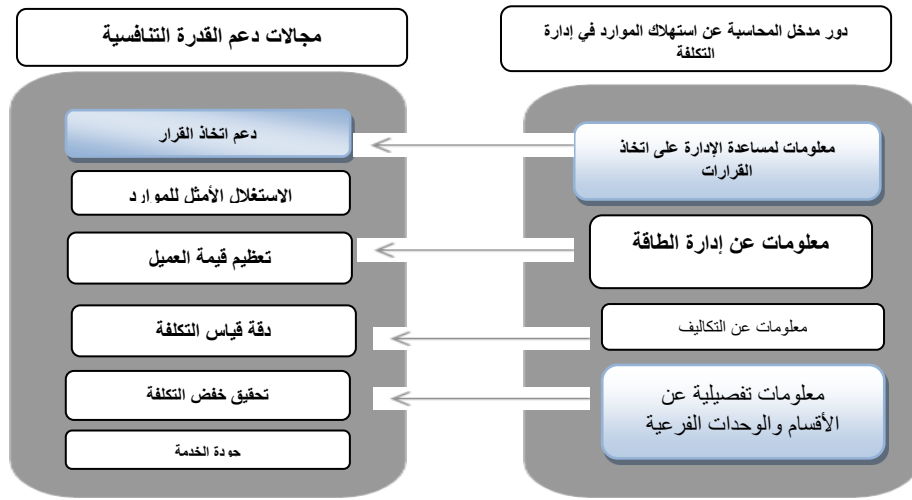 دور مدخل المحاسبة عن استهلاك الموارد في إدارة
التكلفة
معلومات لمساعدة الإدارة على اتخاذ
القرارات
معلومات عن إدارة الطاقة
معلومات عن التكاليف
معلومات تفصيلية عن
الأقسام والوحدات الفرعية
مجالات دعم القدرة التنافسية
دعم اتخاذ القرار
الاستغلال الأمثل للموارد
تعظيم قيمة العميل
دقة قياس التكلفة
تحقيق خفض التكلفة
جودة الخدمة